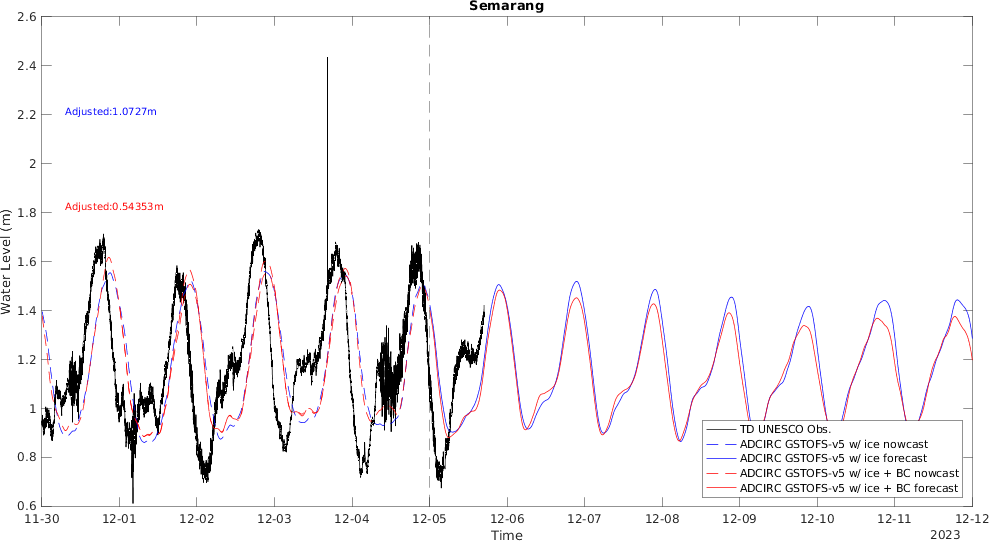 Semarang
2.6
2.4
2.2
2
1.8
1.6
1.4
1.2
1
0.8
0.6
Water Level (m)
Adjusted:1.0727m
Adjusted:0.54353m
TD UNESCO Obs.
ADCIRC GSTOFS-v5 w/ ice nowcast
ADCIRC GSTOFS-v5 w/ ice forecast
ADCIRC GSTOFS-v5 w/ ice + BC nowcast
ADCIRC GSTOFS-v5 w/ ice + BC forecast
11-30 12-01 12-02 12-03 12-04 12-05 12-06 12-07 12-08 12-09 12-10 12-11 12-12
Time
2023